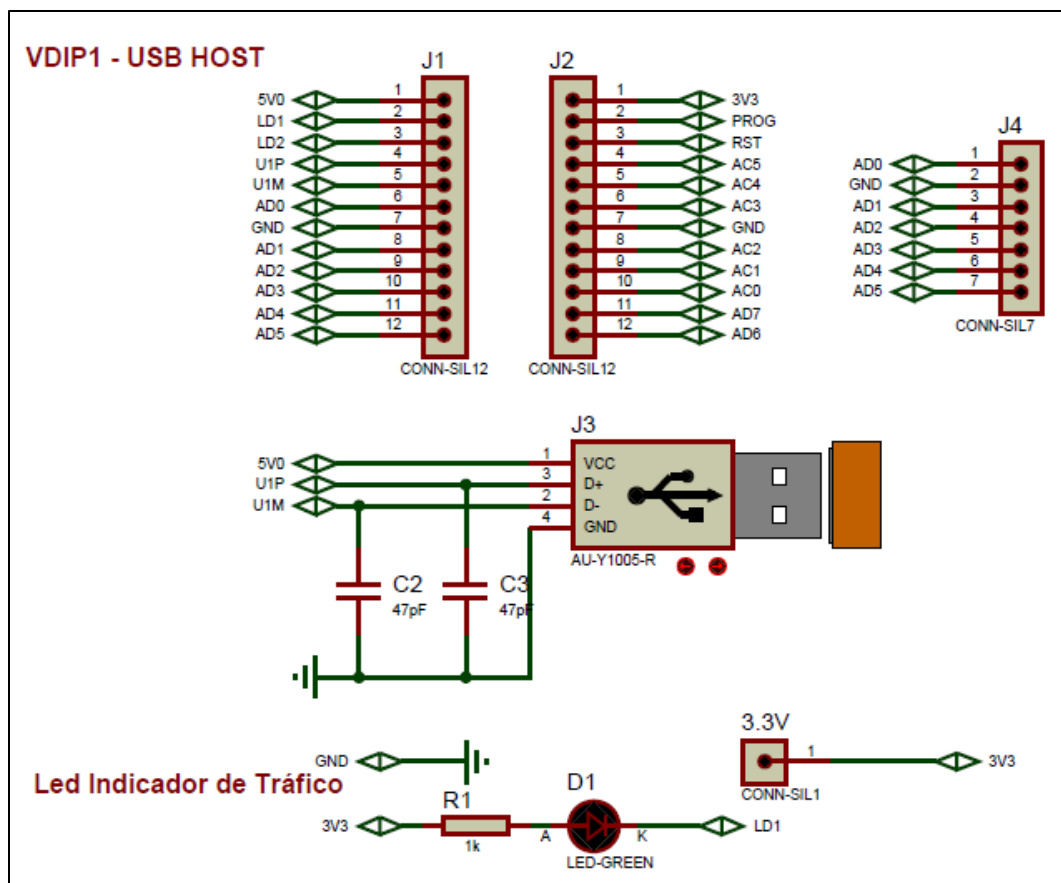 VDIP1 - USB HOST
J1
5V0 1
LD1 2
LD2 3
U1P 4
U1M 5
AD0 6
GND 7
AD1 8
AD2 9
AD3 10
AD4 11
AD5 12
CONN-SIL12
J2
1 3V3
2 PROG
3 RST
4 AC5
5 AC4
6 AC3
7 GND
8 AC2
9 AC1
10 AC0
11 AD7
12 AD6
CONN-SIL12
J4
AD0 1
GND 2
AD1 3
AD2 4
AD3 5
AD4 6
AD5 7
CONN-SIL7
J3
5V0 1 VCC
U1P 3 D+
U1M 2 D-
4 GND
AU-Y1005-R
C2
47pF
C3
47pF
GND
3.3V
1 3V3
CONN-SIL1
Led Indicador de Tráfico
R1
3V3
1k
D1
A K
LD1
LED-GREEN